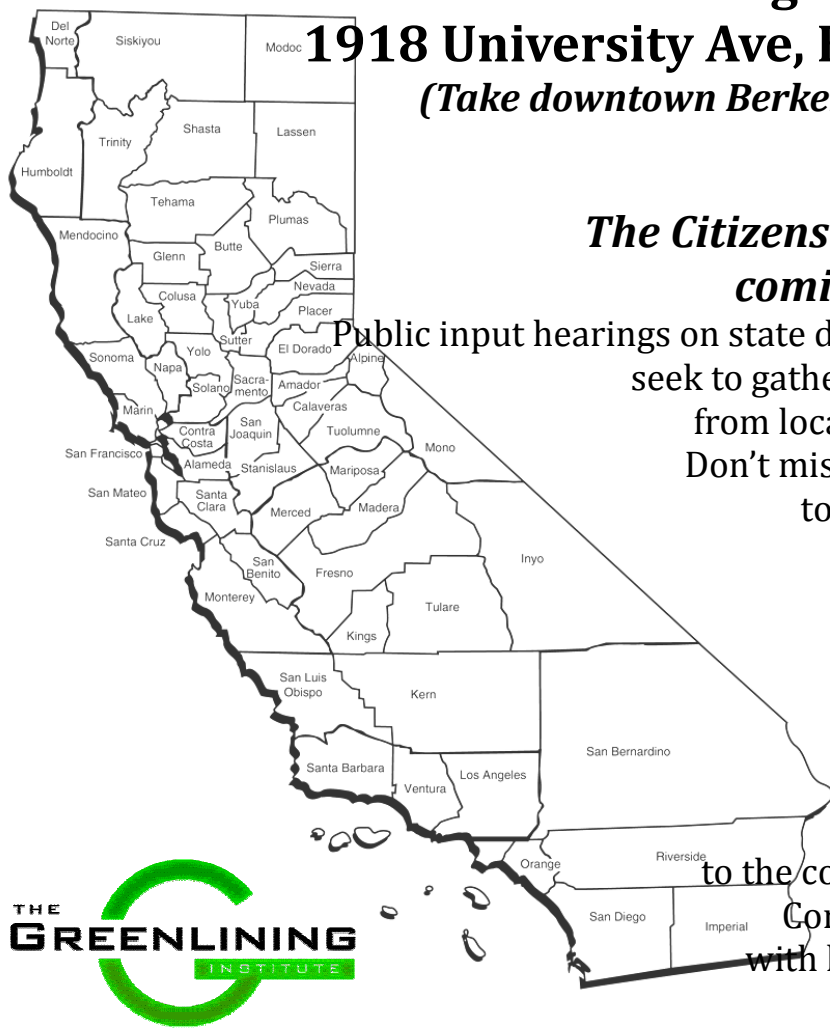 g
1918 University Ave,
(Take downtown Berke
The Citizens
comi
Public input hearings on state d
seek to gathe
from loca
Don’t mis
to
Del
Norte
Siskiyou
Modoc
Shasta
Lassen
Trinity
Humboldt
Tehama
Plumas
Mendocino
Butte
Glenn
Sierra
Nevada
Colusa
Yuba
Placer
Lake
Sutter
Sonoma
Yolo
El Dorado
Alpine
Napa
Sacra-
mento
Solano
Amador
Calaveras
Marin
Contra
Costa
San
Joaquin
Tuolumne
Mono
San Francisco
Alameda
Stanislaus
Mariposa
San Mateo
Santa
Clara
Merced
Madera
Santa Cruz
San
Benito
Fresno
Inyo
Monterey
Tulare
Kings
San Luis
Obispo
Kern
San Bernardino
Santa Barbara
Ventura
Los Angeles
Orange
Riverside
San Diego
Imperial
to the co
Con
with l
THE
GREENLINING
INSTITUTE